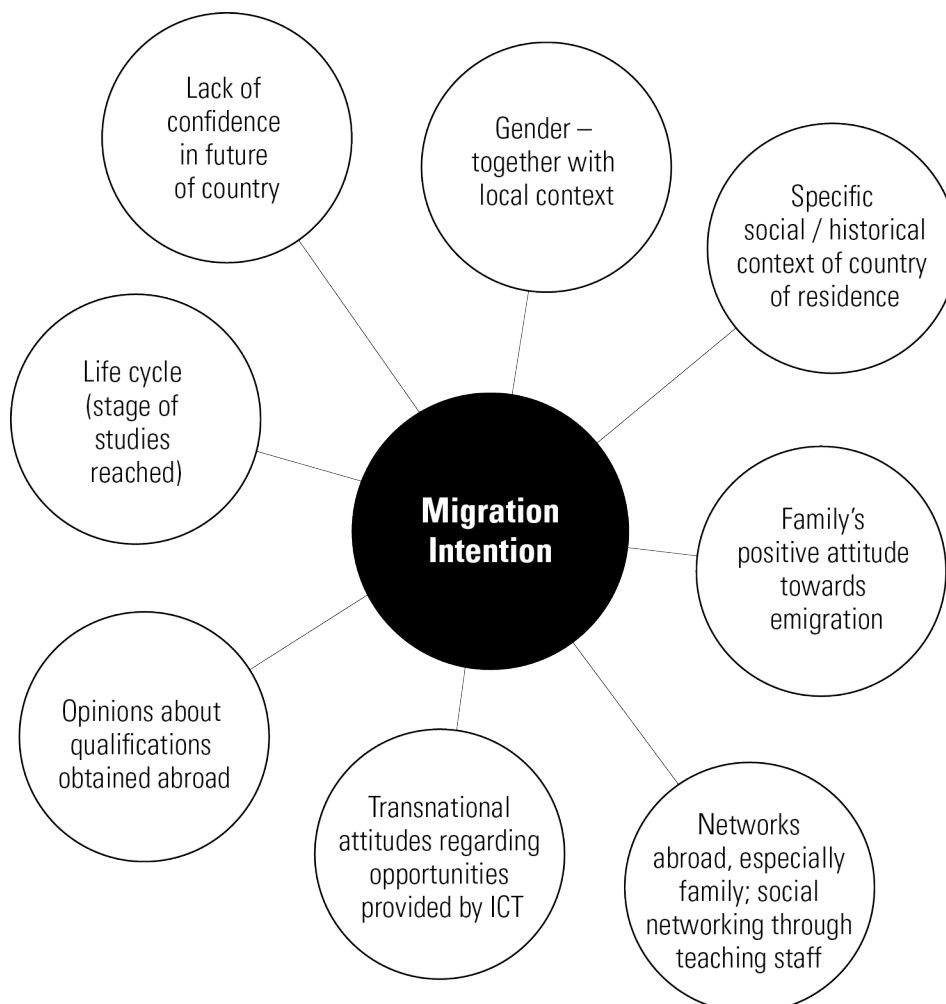 Lack of
confidence
in future
of country
Gender –
together with
local context
Specific
social / historical
context of country
of residence
Life cycle
(stage of
studies
reached)
Migration
Intention
Family’s
positive attitude
towards
emigration
Opinions about
qualifications
obtained abroad
Transnational
attitudes regarding
opportunities
provided by ICT
Networks
abroad, especially
family; social
networking through
teaching staff